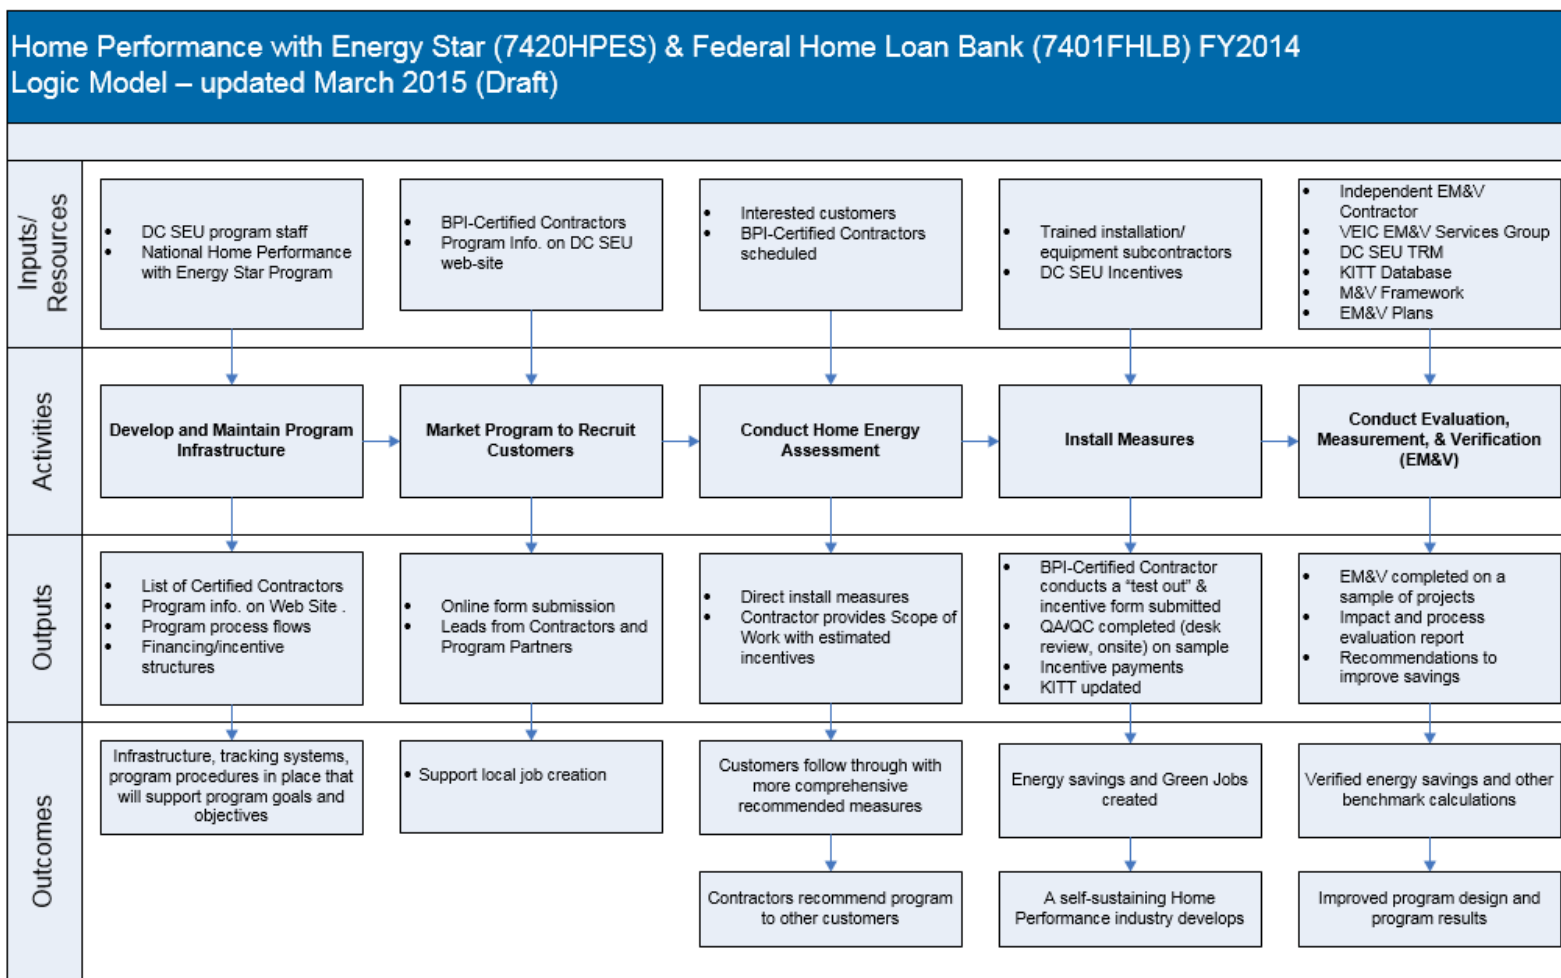 Home Performance with Energy Star (7420HPES) & Federal Home Loan Bank (7401FHLB) FY2014
Logic Model – updated March 2015 (Draft)
Inputs/
Resources
• DC SEU program staff
• National Home Performance
with Energy Star Program
• BPI-Certified Contractors
• Program Info. on DC SEU
web-site
• Interested customers
• BPI-Certified Contractors
scheduled
• Trained installation/
equipment subcontractors
• DC SEU Incentives
• Independent EM&V
Contractor
• VEIC EM&V Services Group
• DC SEU TRM
• KITT Database
• M&V Framework
• EM&V Plans
Activities
Develop and Maintain Program
Infrastructure
Market Program to Recruit
Customers
Conduct Home Energy
Assessment
Install Measures
Conduct Evaluation,
Measurement, & Verification
(EM&V)
Outputs
• List of Certified Contractors
• Program info. on Web Site .
• Program process flows
• Financing/incentive
structures
• Online form submission
• Leads from Contractors and
Program Partners
• Direct install measures
• Contractor provides Scope of
Work with estimated
incentives
• BPI-Certified Contractor
conducts a “test out” &
incentive form submitted
• QA/QC completed (desk
review, onsite) on sample
• Incentive payments
• KITT updated
• EM&V completed on a
sample of projects
• Impact and process
evaluation report
• Recommendations to
improve savings
Outcomes
Infrastructure, tracking systems,
program procedures in place that
will support program goals and
objectives
• Support local job creation
Customers follow through with
more comprehensive
recommended measures
Energy savings and Green Jobs
created
Verified energy savings and other
benchmark calculations
Contractors recommend program
to other customers
A self-sustaining Home
Performance industry develops
Improved program design and
program results